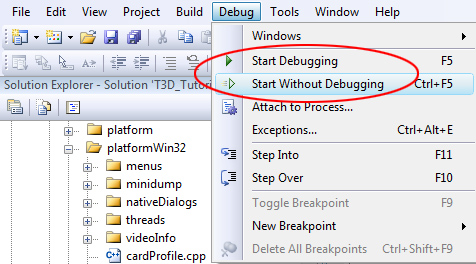 File Edit View Project Build Debug Tools Window Help
Windows
Start Debugging F5
Start Without Debugging Ctrl+F5
Attach to Process...
Exceptions... Ctrl+Alt+E
Step Into F11
Step Over F10
Toggle Breakpoint F9
New Breakpoint
Delete All Breakpoints Ctrl+Shift+F9
Solution Explorer - Solution 'T3D_Tutor
platform
platformWin32
menus
minidump
nativeDialogs
threads
videoInfo
cardProfile.cpp